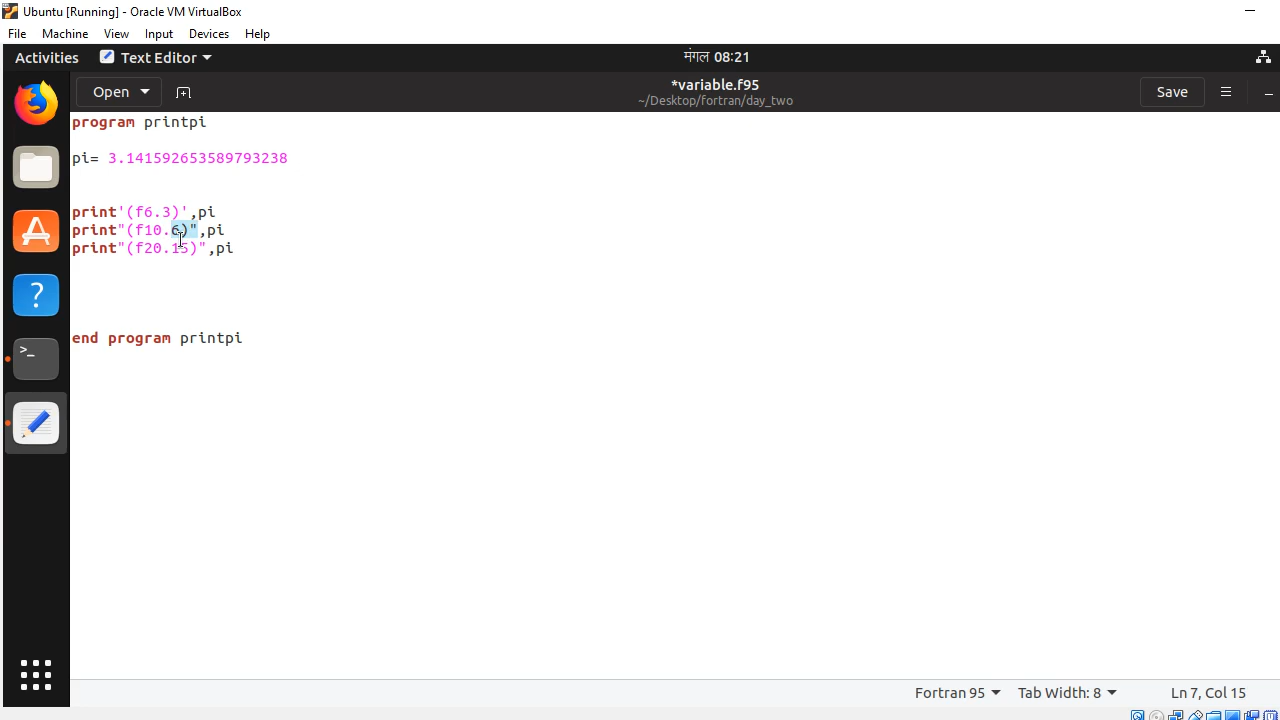 Ubuntu [Running] - Oracle VM VirtualBox
File Machine View Input Devices Help
Activities Text Editor मंगल 08:21
Open *variable.f95 Save
~/Desktop/fortran/day_two
program printpi
pi= 3.141592653589793238
print'(f6.3)',pi
print"(f10.6)",pi
print"(f20.15)",pi
end program printpi
Fortran 95 Tab Width: 8 Ln 7, Col 15